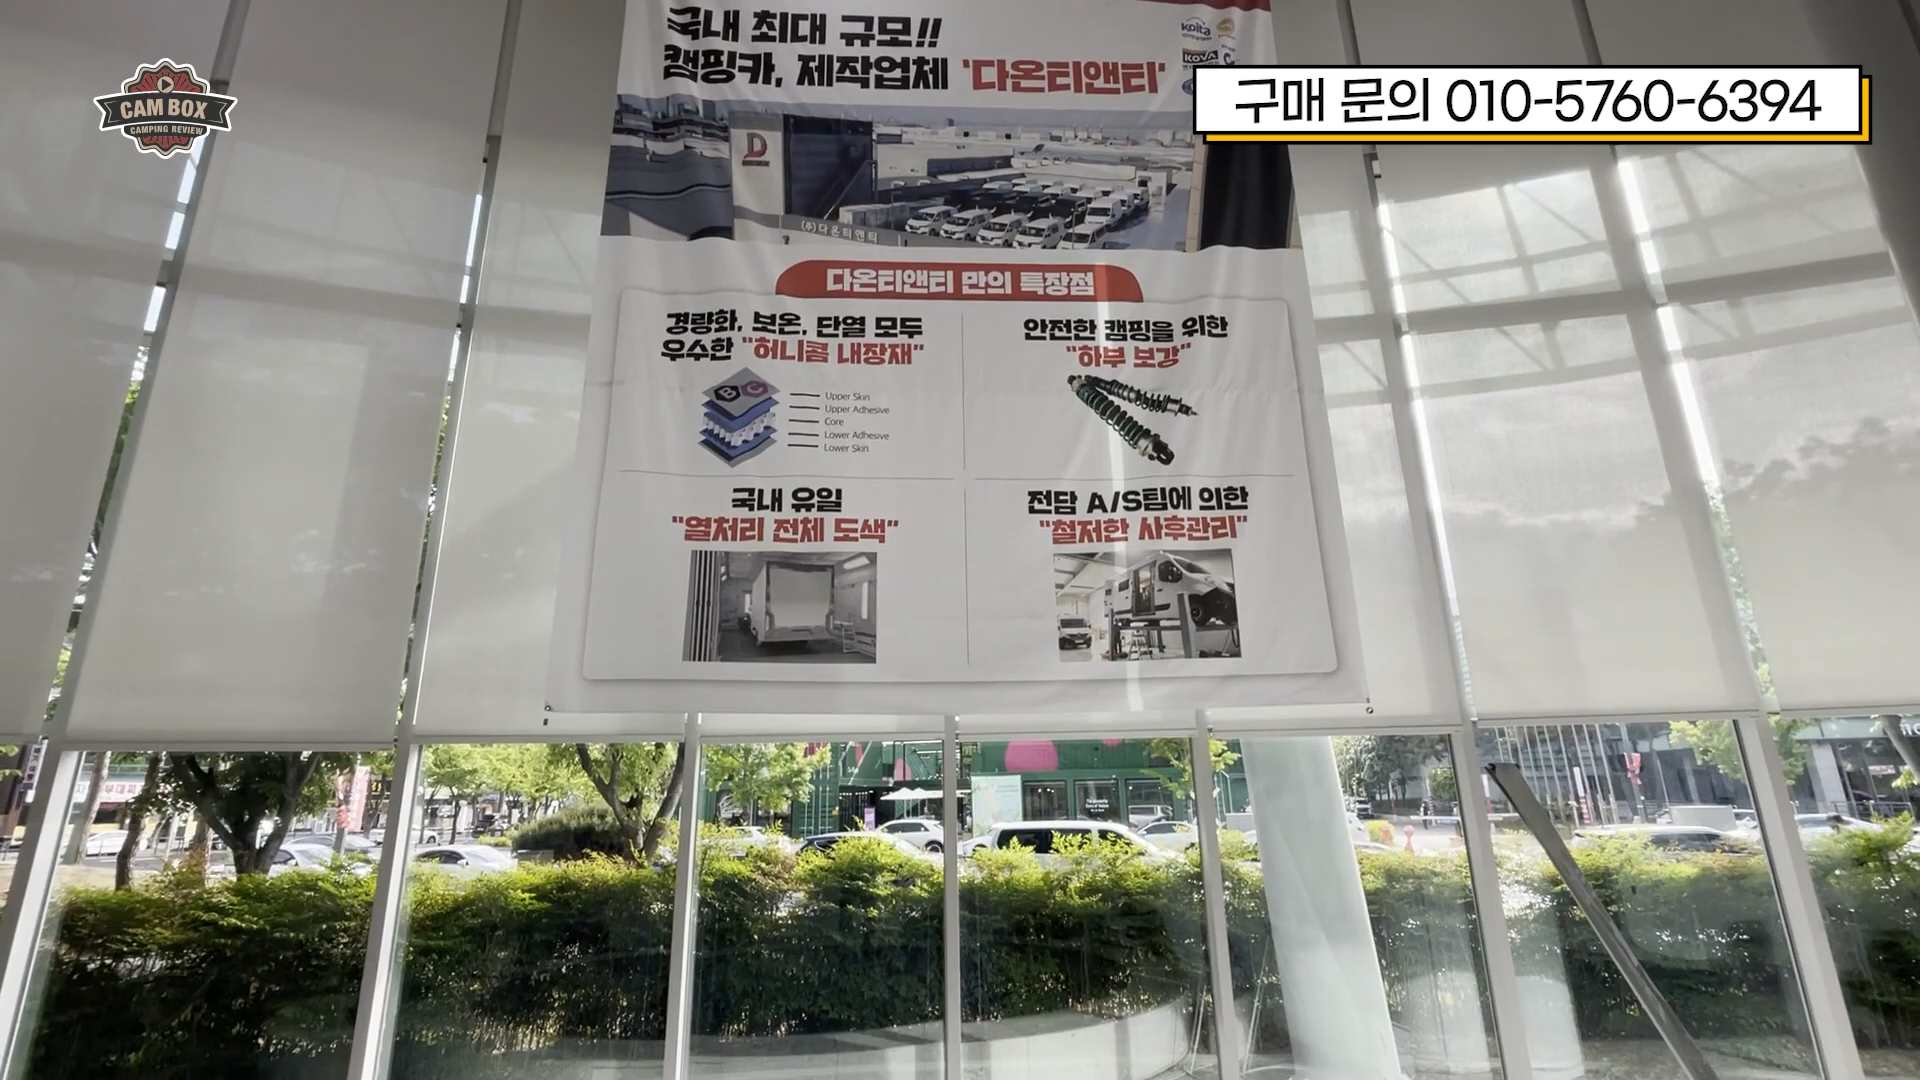 국내 최대 규모!!
캠핑카, 제작업체 '다온티앤티'
koita
KOVA
CAM BOX
CAMPING REVIEW
구매 문의 010-5760-6394
D
(주)다온티앤티
다온티앤티 만의 특장점
경량화, 보온, 단열 모두
우수한 "허니콤 내장재"
B G
Upper Skin
Upper Adhesive
Core
Lower Adhesive
Lower Skin
안전한 캠핑을 위한
"하부 보강"
국내 유일
"열처리 전체 도색"
전담 A/S팀에 의한
"철저한 사후관리"